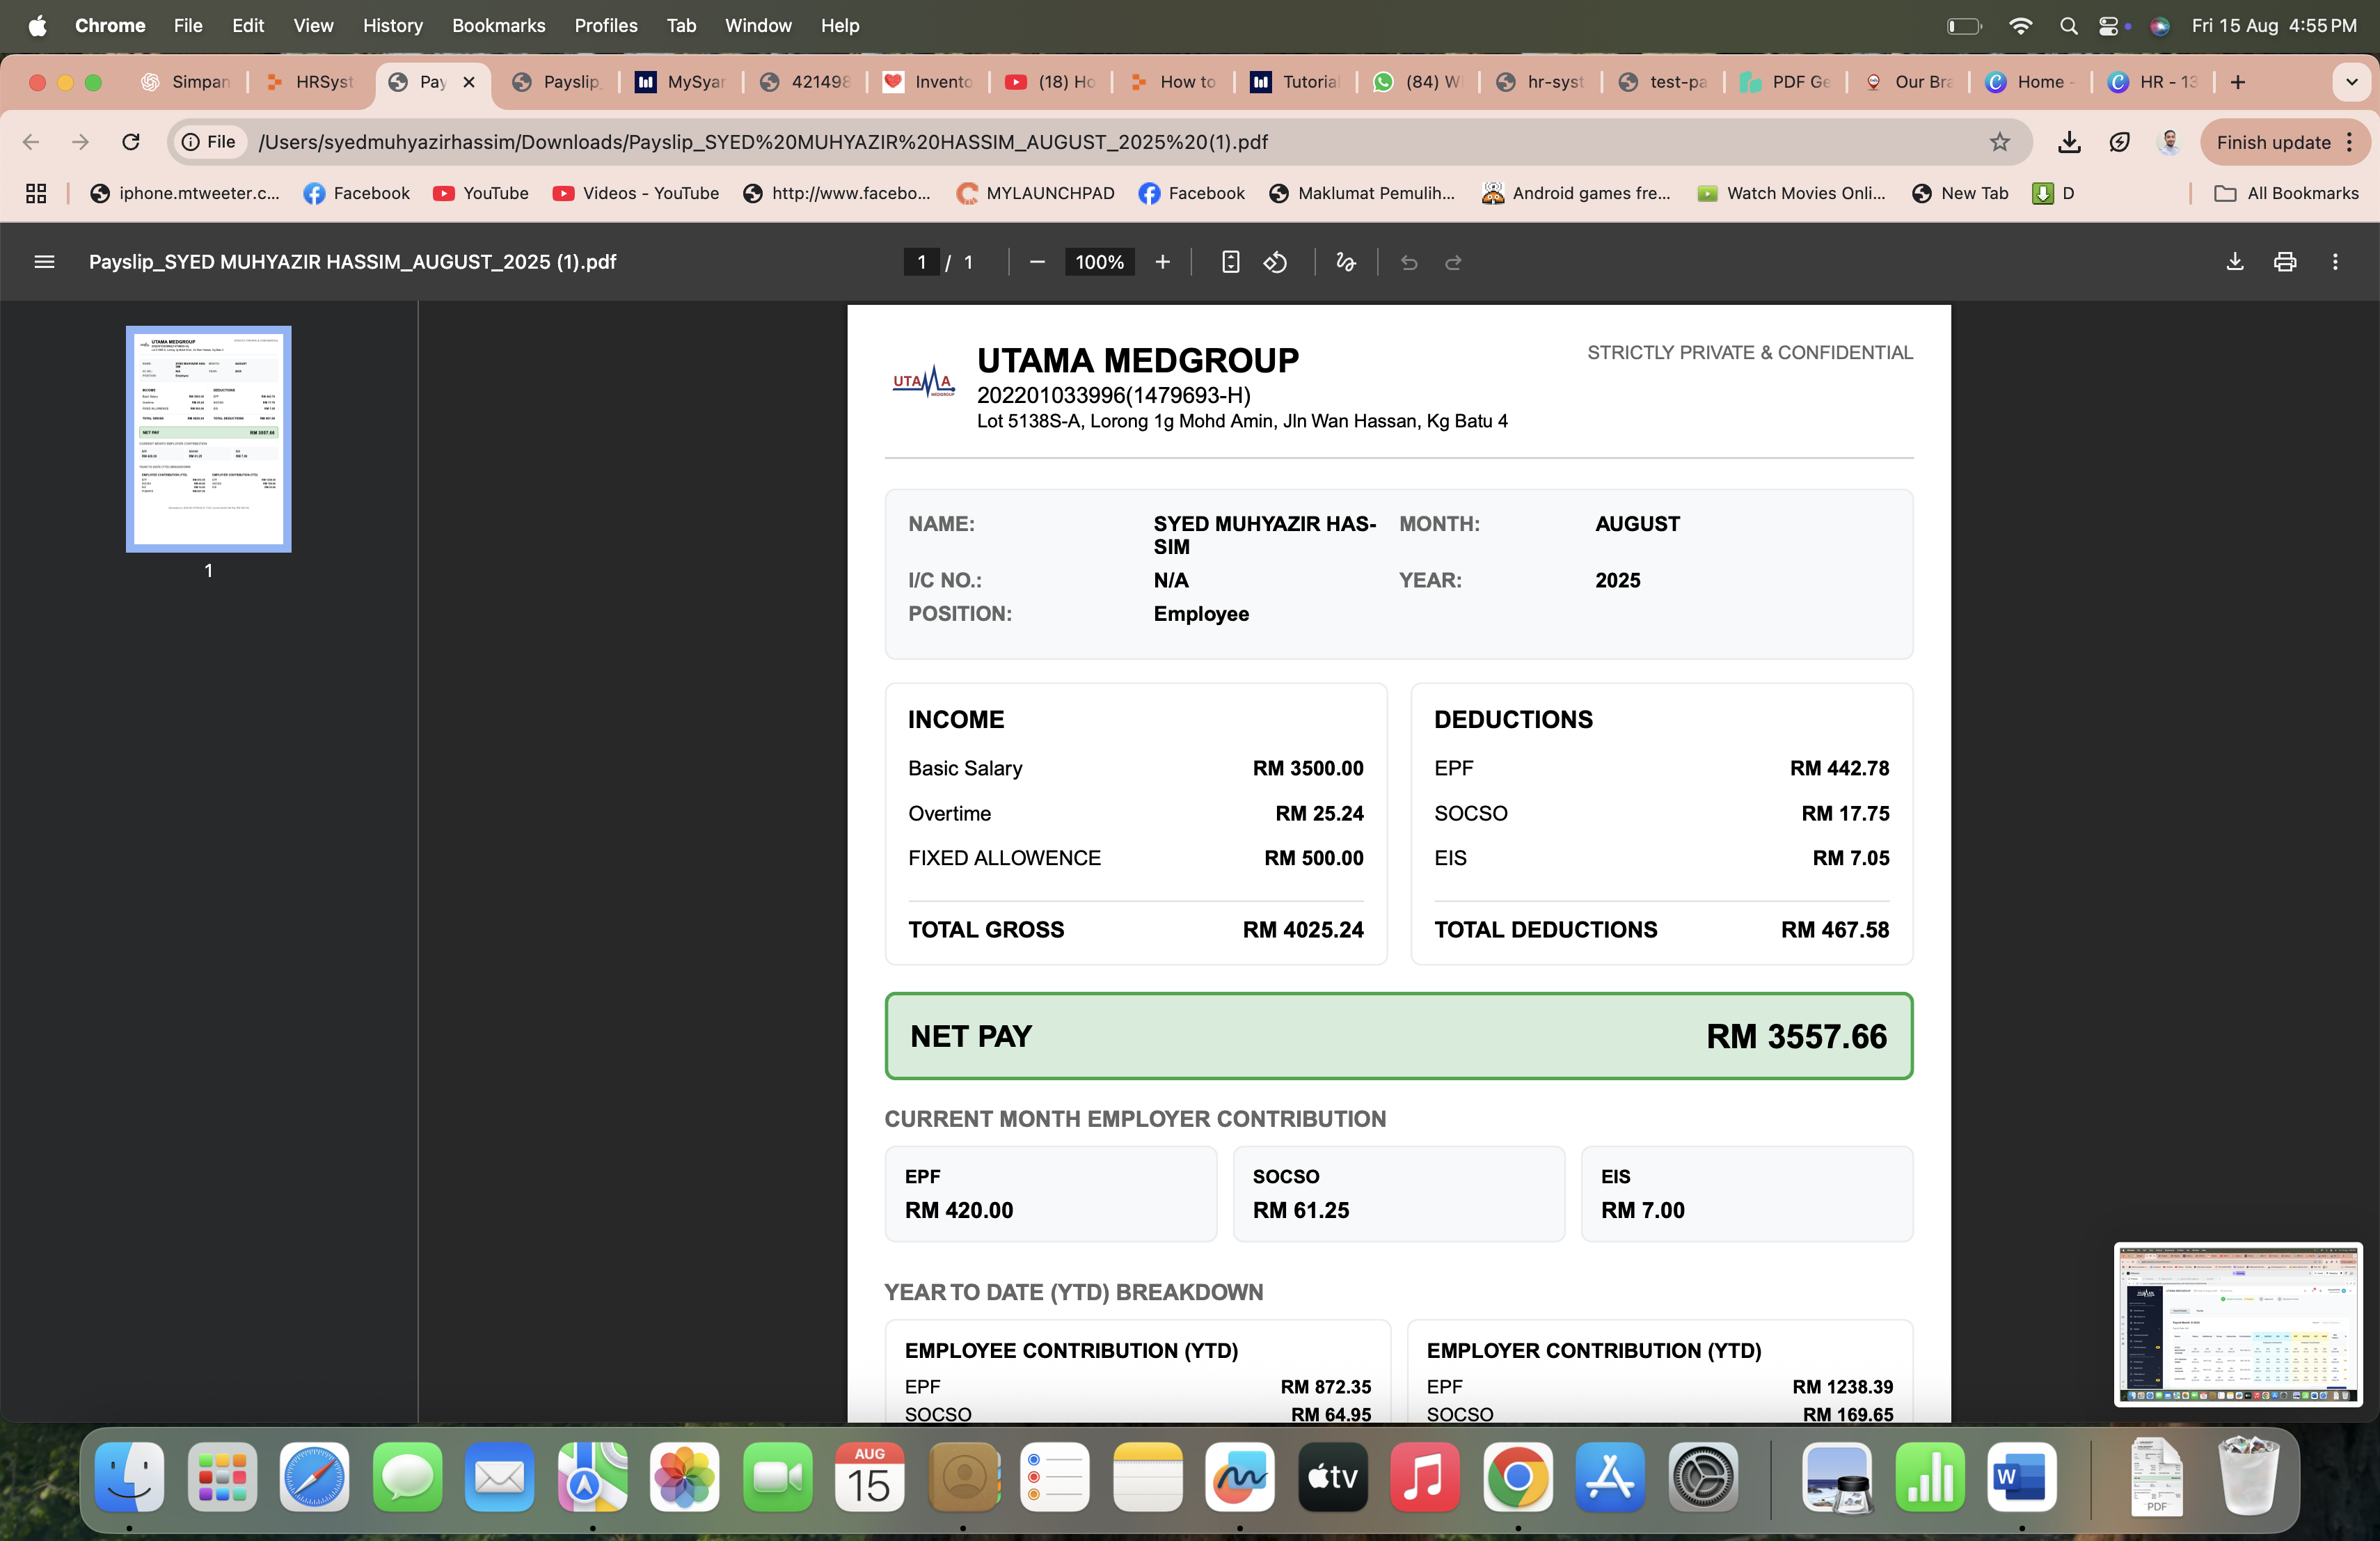 Chrome File Edit View History Bookmarks Profiles Tab Window Help Fri 15 Aug 4:55 PM
Simpan HRSyst Pay Payslip_ MySyar 421498 Invento (18) Ho How to Tutorial (84) W hr-syst test-pa PDF Ge Our Bra Home - HR - 13
File /Users/syedmuhyazirhassim/Downloads/Payslip_SYED%20MUHYAZIR%20HASSIM_AUGUST_2025%20(1).pdf Finish update
iphone.mtweeter.c... Facebook YouTube Videos - YouTube http://www.facebo... MYLAUNCHPAD Facebook Maklumat Pemulih... Android games fre... Watch Movies Onli... New Tab D All Bookmarks
Payslip_SYED MUHYAZIR HASSIM_AUGUST_2025 (1).pdf 1 / 1 100%
1
UTAMA
MEDGROUP
UTAMA MEDGROUP
STRICTLY PRIVATE & CONFIDENTIAL
202201033996(1479693-H)
Lot 5138S-A, Lorong 1g Mohd Amin, Jln Wan Hassan, Kg Batu 4
NAME: SYED MUHYAZIR HAS- MONTH: AUGUST
SIM
I/C NO.: N/A YEAR: 2025
POSITION: Employee
INCOME
Basic Salary RM 3500.00
Overtime RM 25.24
FIXED ALLOWENCE RM 500.00
TOTAL GROSS RM 4025.24
DEDUCTIONS
EPF RM 442.78
SOCSO RM 17.75
EIS RM 7.05
TOTAL DEDUCTIONS RM 467.58
NET PAY RM 3557.66
CURRENT MONTH EMPLOYER CONTRIBUTION
EPF SOCSO EIS
RM 420.00 RM 61.25 RM 7.00
YEAR TO DATE (YTD) BREAKDOWN
EMPLOYEE CONTRIBUTION (YTD)
EPF RM 872.35
SOCSO RM 64.95
EMPLOYER CONTRIBUTION (YTD)
EPF RM 1238.39
SOCSO RM 169.65
AUG
15
tv
W
PDF